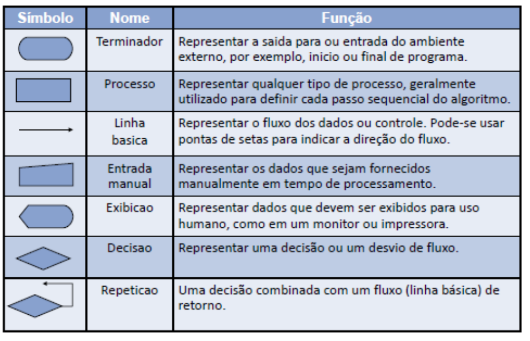 Símbolo Nome Função
Terminador Representar a saida para ou entrada do ambiente
externo, por exemplo, inicio ou final de programa.
Processo Representar qualquer tipo de processo, geralmente
utilizado para definir cada passo sequencial do algoritmo.
Linha Representar o fluxo dos dados ou controle. Pode-se usar
basica pontas de setas para indicar a direção do fluxo.
Entrada Representar os dados que sejam fornecidos
manual manualmente em tempo de processamento.
Exibicao Representar dados que devem ser exibidos para uso
humano, como em um monitor ou impressora.
Decisao Representar uma decisão ou um desvio de fluxo.
Repeticao Uma decisão combinada com um fluxo (linha básica) de
retorno.